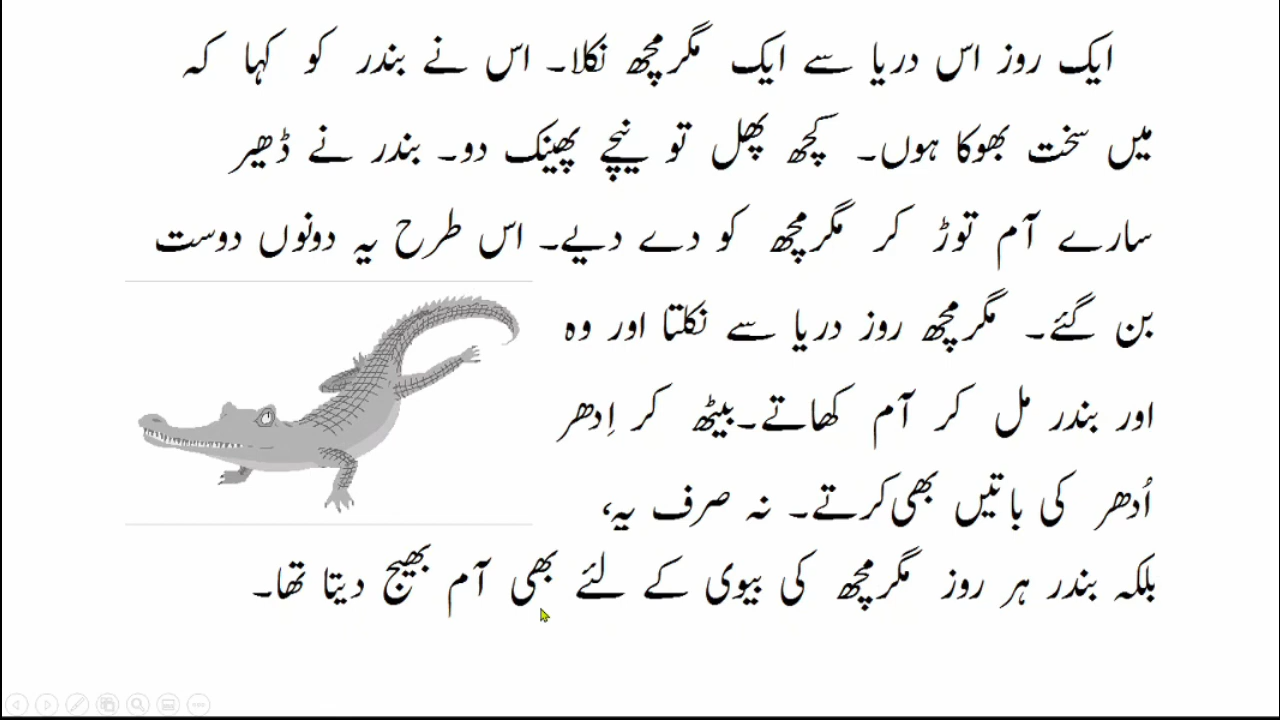 ایک روز اس دریا سے ایک مگرمچھ نکلا۔ اس نے بندر کو کہا کہ
میں سخت بھوکا ہوں۔ کچھ پھل تو نیچے پھینک دو۔ بندر نے ڈھیر
سارے آم توڑ کر مگرمچھ کو دے دیے۔ اس طرح یہ دونوں دوست
بن گئے۔ مگرمچھ روز دریا سے نکلتا اور وہ
اور بندر مل کر آم کھاتے۔بیٹھ کر اِدھر
اُدھر کی باتیں بھی کرتے۔ نہ صرف یہ،
بلکہ بندر ہر روز مگرمچھ کی بیوی کے لئے بھی آم بھیج دیتا تھا۔